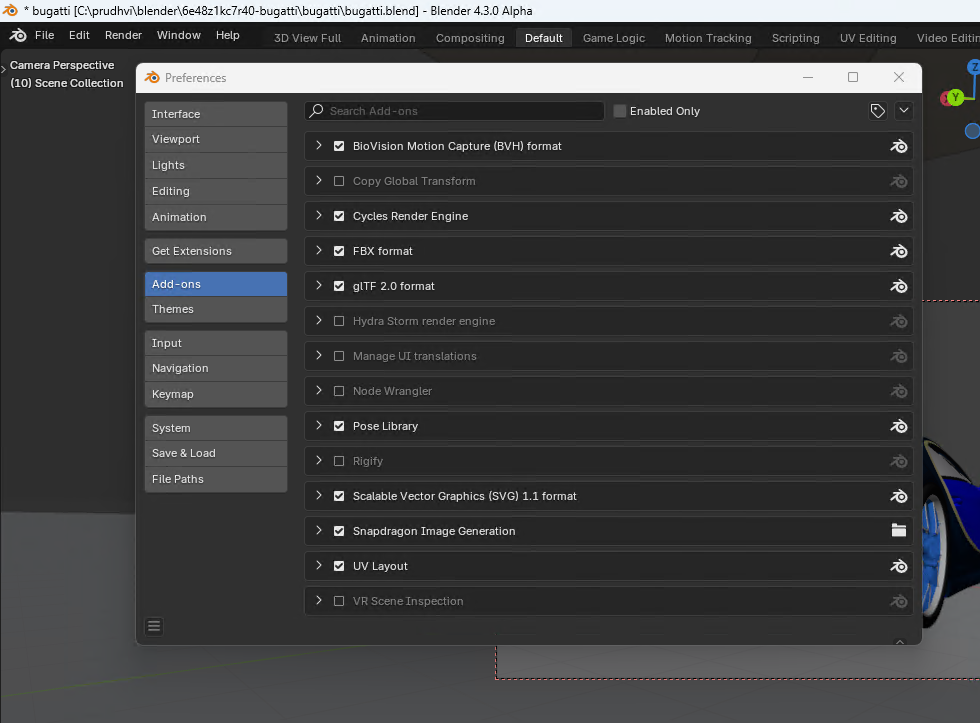 * bugatti [C:\prudhvi\blender\6e48z1kc7r40-bugatti\bugatti\bugatti.blend] - Blender 4.3.0 Alpha
File Edit Render Window Help 3D View Full Animation Compositing Default Game Logic Motion Tracking Scripting UV Editing Video Editin
Camera Perspective
(10) Scene Collection
Z
Y
Preferences
Interface
Viewport
Lights
Editing
Animation
Get Extensions
Add-ons
Themes
Input
Navigation
Keymap
System
Save & Load
File Paths
Search Add-ons
Enabled Only
BioVision Motion Capture (BVH) format
Copy Global Transform
Cycles Render Engine
FBX format
glTF 2.0 format
Hydra Storm render engine
Manage UI translations
Node Wrangler
Pose Library
Rigify
Scalable Vector Graphics (SVG) 1.1 format
Snapdragon Image Generation
UV Layout
VR Scene Inspection